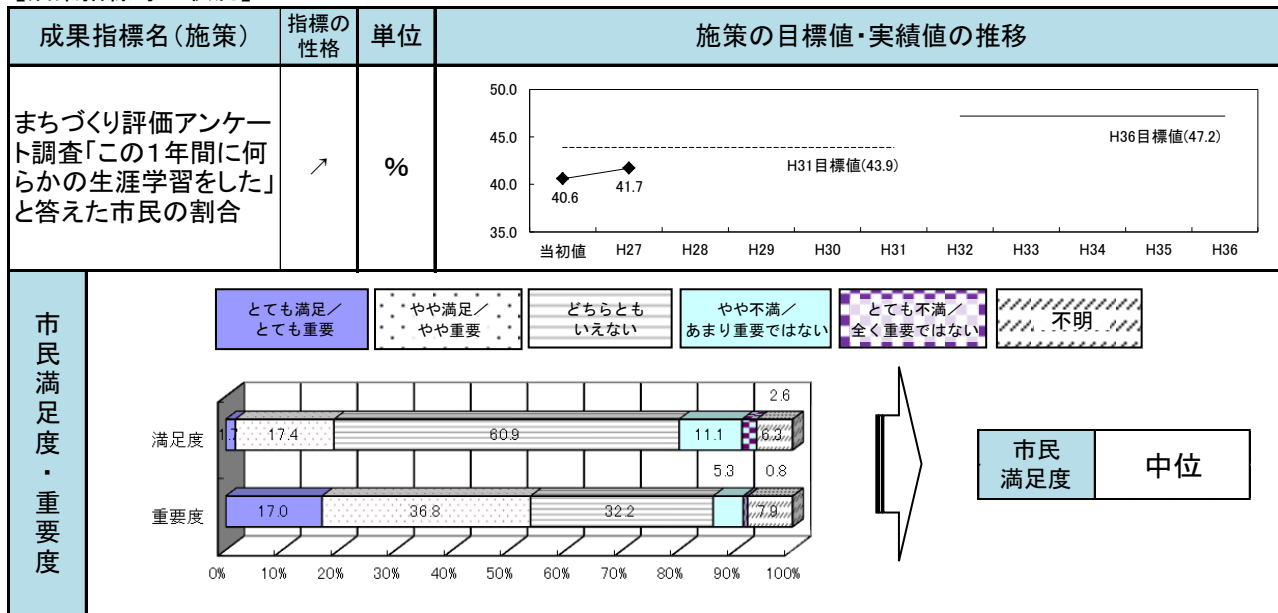 成果指標名(施策)
指標の
性格
単位
施策の目標値・実績値の推移
まちづくり評価アンケー
ト調査「この1年間に何
らかの生涯学習をした」
と答えた市民の割合
↗
%
50.0
45.0
40.0
35.0
40.6
41.7
H31目標値(43.9)
H36目標値(47.2)
当初値 H27 H28 H29 H30 H31 H32 H33 H34 H35 H36
市民満足度・重要度
とても満足/
とても重要
やや満足/
やや重要
どちらとも
いえない
やや不満/
あまり重要ではない
とても不満/
全く重要ではない
不明
2.6
満足度 1.7 17.4 60.9 11.1 6.3
5.3 0.8
重要度 17.0 36.8 32.2 7.9
0% 10% 20% 30% 40% 50% 60% 70% 80% 90% 100%
市民
満足度
中位